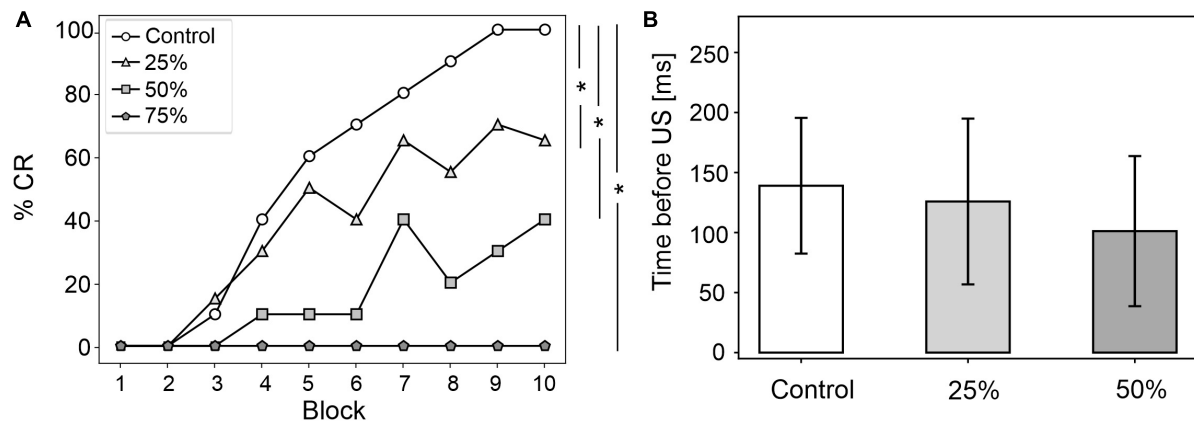 A
100
80
60
40
20
0
% CR
Control
25%
50%
75%
*
*
*
1 2 3 4 5 6 7 8 9 10
Block
B
250
200
150
100
50
0
Time before US [ms]
Control 25% 50%